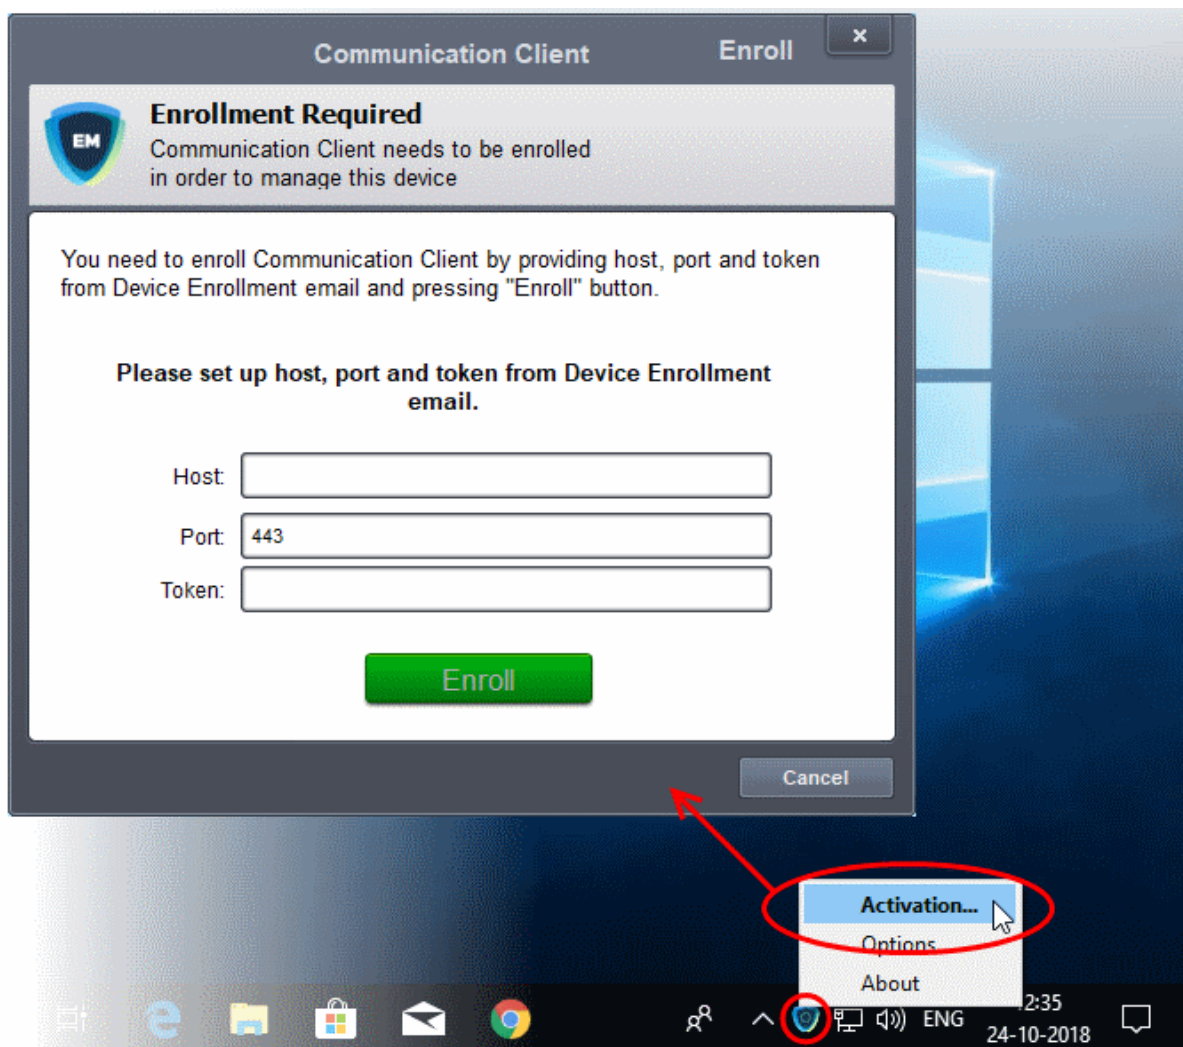 Communication Client
Enroll
×
EM
Enrollment Required
Communication Client needs to be enrolled
in order to manage this device
You need to enroll Communication Client by providing host, port and token
from Device Enrollment email and pressing "Enroll" button.
Please set up host, port and token from Device Enrollment
email.
Host:
Port: 443
Token:
Enroll
Cancel
Activation...
Options
About
ENG
2:35
24-10-2018